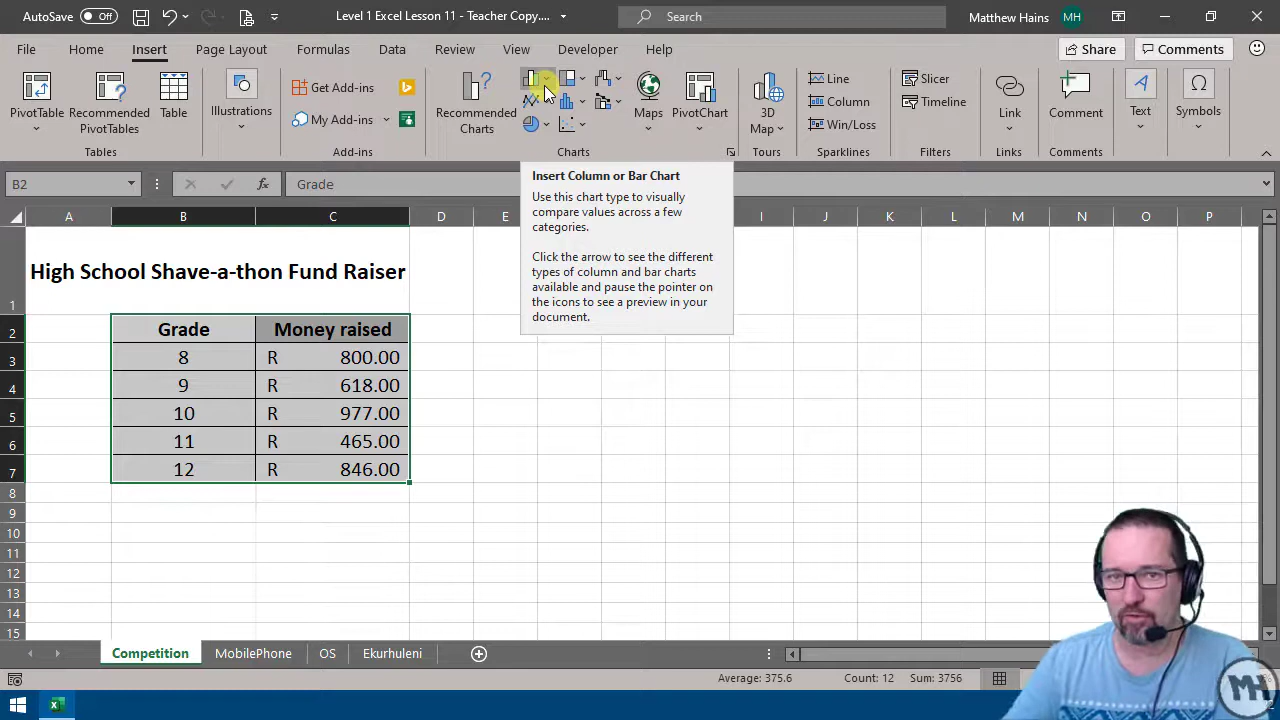 AutoSave Off
Level 1 Excel Lesson 11 - Teacher Copy....
Search
Matthew Hains MH
File Home Insert Page Layout Formulas Data Review View Developer Help
Share Comments
PivotTable
Recommended
PivotTables
Table
Tables
Illustrations
Get Add-ins
My Add-ins
Add-ins
Recommended
Charts
Maps
PivotChart
Charts
3D
Map
Tours
Line
Column
Win/Loss
Sparklines
Slicer
Timeline
Filters
Link
Links
Comment
Comments
Text
Symbols
B2 fx Grade
Insert Column or Bar Chart
Use this chart type to visually
compare values across a few
categories.
Click the arrow to see the different
types of column and bar charts
available and pause the pointer on
the icons to see a preview in your
document.
A B C D E I J K L M N O P
1 High School Shave-a-thon Fund Raiser
2 Grade Money raised
3 8 R 800.00
4 9 R 618.00
5 10 R 977.00
6 11 R 465.00
7 12 R 846.00
8
9
10
11
12
13
14
15
Competition MobilePhone OS Ekurhuleni
Average: 375.6 Count: 12 Sum: 3756
MH